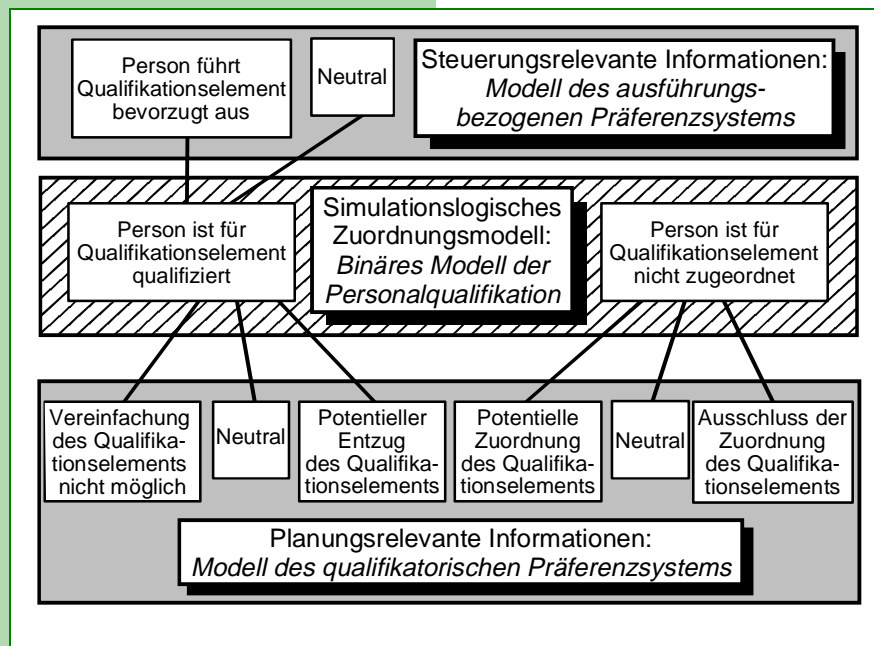 Person führt
Qualifikationselement
bevorzugt aus
Neutral
Steuerungsrelevante Informationen:
Modell des ausführungs-
bezogenen Präferenzsystems
Person ist für
Qualifikationselement
qualifiziert
Simulationslogisches
Zuordnungsmodell:
Binäres Modell der
Personalqualifikation
Person ist für
Qualifikationselement
nicht zugeordnet
Vereinfachung
des Qualifika-
tionselements
nicht möglich
Neutral
Potentieller
Entzug
des Qualifika-
tionselements
Potentielle
Zuordnung
des Qualifika-
tionselements
Neutral
Ausschluss der
Zuordnung
des Qualifika-
tionselements
Planungsrelevante Informationen:
Modell des qualifikatorischen Präferenzsystems